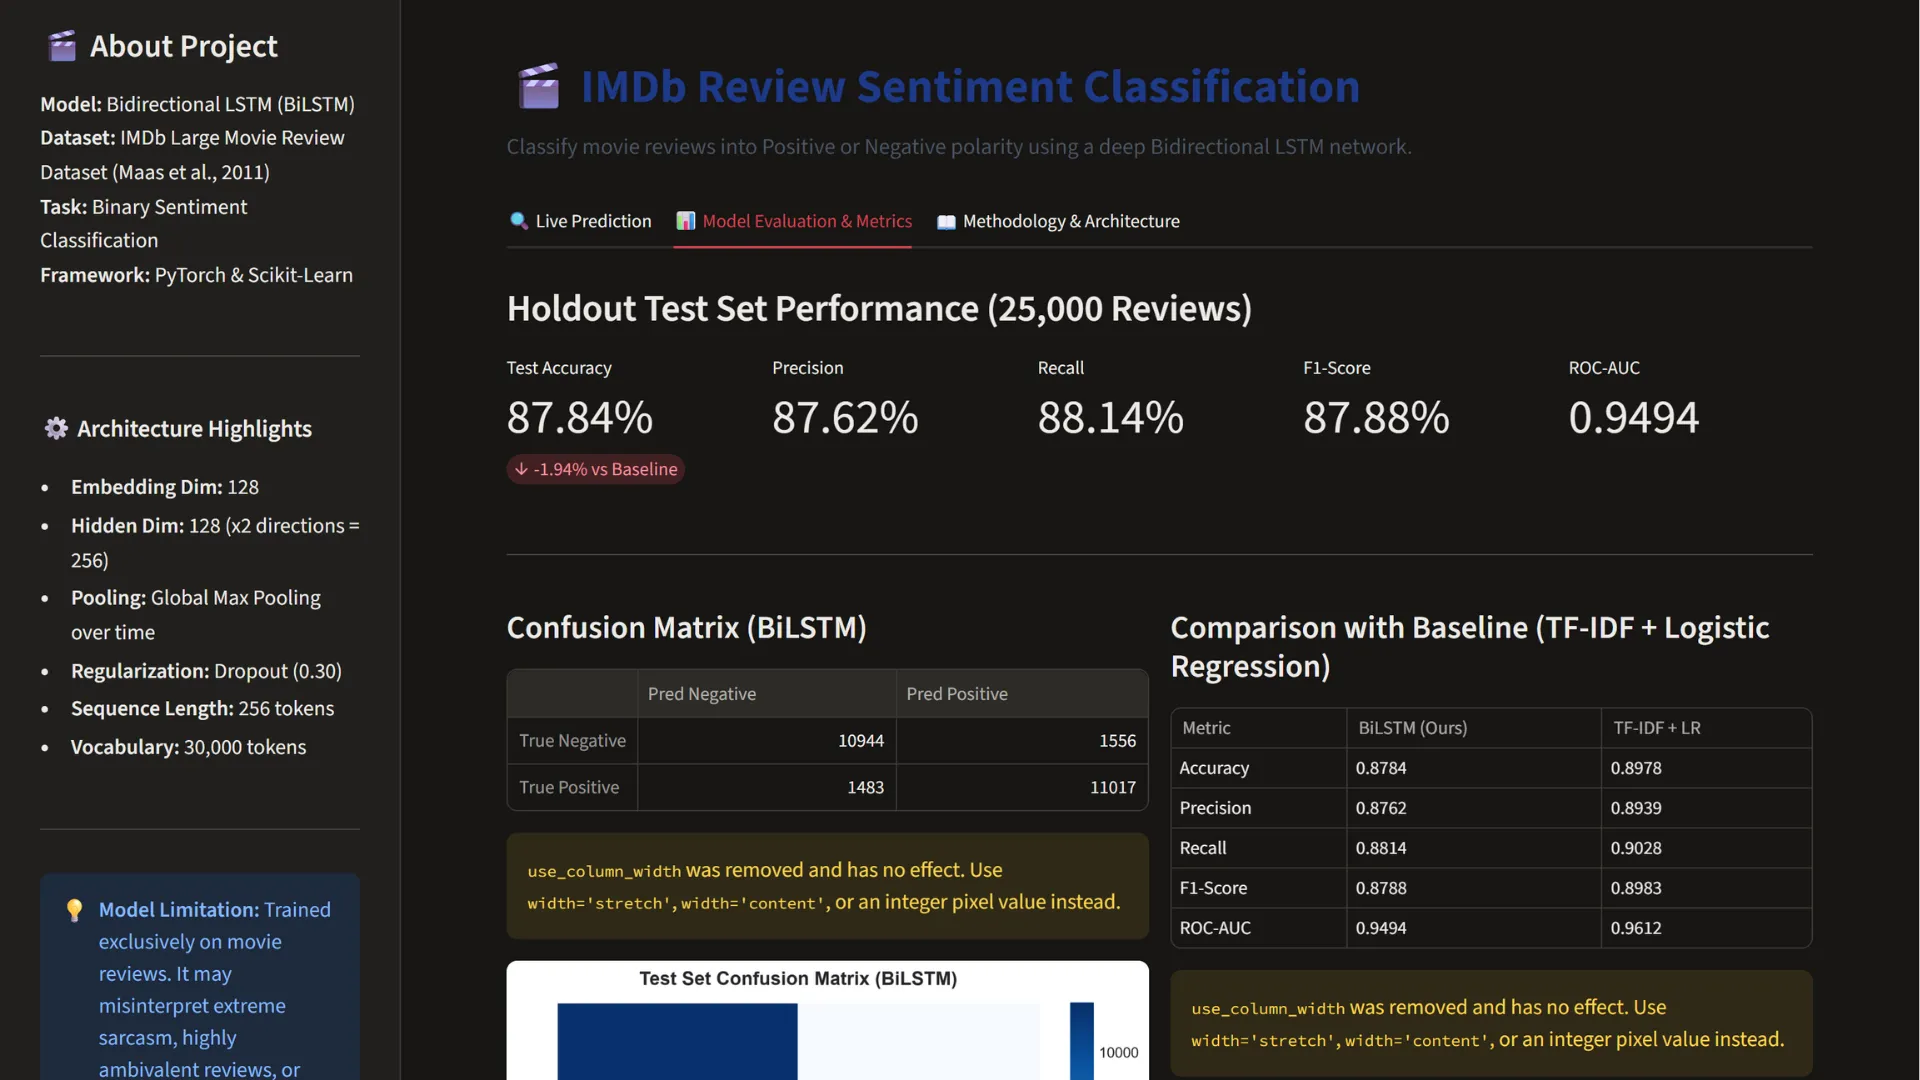 About Project
Model: Bidirectional LSTM (BiLSTM)
Dataset: IMDb Large Movie Review
Dataset (Maas et al., 2011)
Task: Binary Sentiment
Classification
Framework: PyTorch & Scikit-Learn
Architecture Highlights
• Embedding Dim: 128
• Hidden Dim: 128 (x2 directions =
256)
• Pooling: Global Max Pooling
over time
• Regularization: Dropout (0.30)
• Sequence Length: 256 tokens
• Vocabulary: 30,000 tokens
Model Limitation: Trained
exclusively on movie
reviews. It may
misinterpret extreme
sarcasm, highly
ambivalent reviews, or
IMDb Review Sentiment Classification
Classify movie reviews into Positive or Negative polarity using a deep Bidirectional LSTM network.
Live Prediction Model Evaluation & Metrics Methodology & Architecture
Holdout Test Set Performance (25,000 Reviews)
Test Accuracy Precision Recall F1-Score ROC-AUC
87.84% 87.62% 88.14% 87.88% 0.9494
↓ -1.94% vs Baseline
Confusion Matrix (BiLSTM)
Pred Negative Pred Positive
True Negative 10944 1556
True Positive 1483 11017
use_column_width was removed and has no effect. Use
width='stretch', width='content', or an integer pixel value instead.
Test Set Confusion Matrix (BiLSTM)
10000
Comparison with Baseline (TF-IDF + Logistic
Regression)
Metric BiLSTM (Ours) TF-IDF + LR
Accuracy 0.8784 0.8978
Precision 0.8762 0.8939
Recall 0.8814 0.9028
F1-Score 0.8788 0.8983
ROC-AUC 0.9494 0.9612
use_column_width was removed and has no effect. Use
width='stretch', width='content', or an integer pixel value instead.